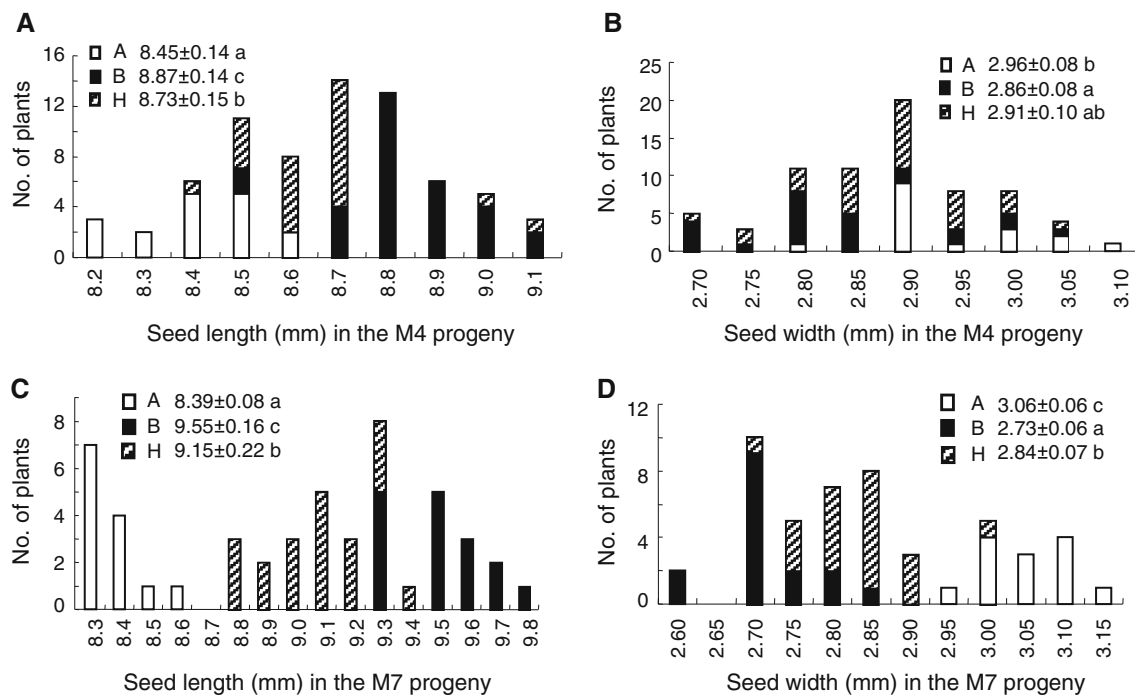 A
A 8.45±0.14 a
B 8.87±0.14 c
H 8.73±0.15 b
No. of plants
16
12
8
4
0
8.2
8.3
8.4
8.5
8.6
8.7
8.8
8.9
9.0
9.1
Seed length (mm) in the M4 progeny
B
A 2.96±0.08 b
B 2.86±0.08 a
H 2.91±0.10 ab
No. of plants
25
20
15
10
5
0
2.70
2.75
2.80
2.85
2.90
2.95
3.00
3.05
3.10
Seed width (mm) in the M4 progeny
C
A 8.39±0.08 a
B 9.55±0.16 c
H 9.15±0.22 b
No. of plants
8
6
4
2
0
8.3
8.4
8.5
8.6
8.7
8.8
8.9
9.0
9.1
9.2
9.3
9.4
9.5
9.6
9.7
9.8
Seed length (mm) in the M7 progeny
D
A 3.06±0.06 c
B 2.73±0.06 a
H 2.84±0.07 b
No. of plants
12
8
4
0
2.60
2.65
2.70
2.75
2.80
2.85
2.90
2.95
3.00
3.05
3.10
3.15
Seed width (mm) in the M7 progeny